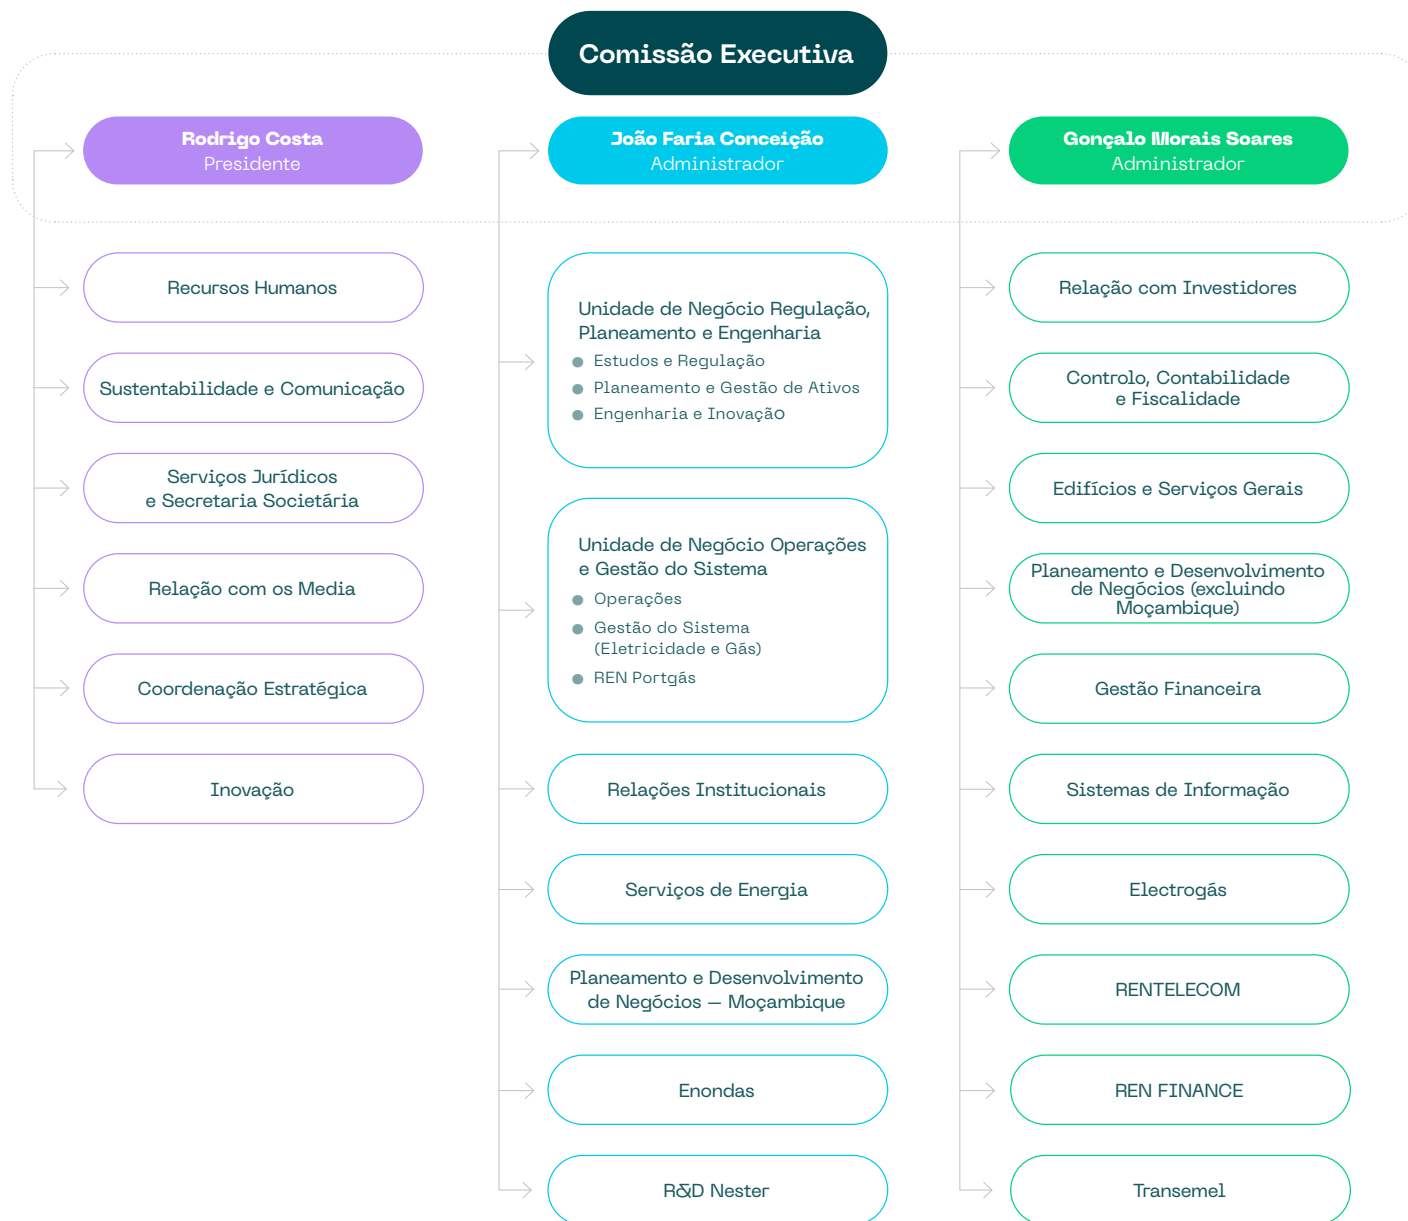 Comissão Executiva
Rodrigo Costa
Presidente
Recursos Humanos
Sustentabilidade e Comunicação
Serviços Jurídicos
e Secretaria Societária
Relação com os Media
Coordenação Estratégica
Inovação
João Faria Conceição
Administrador
Unidade de Negócio Regulação,
Planeamento e Engenharia
Estudos e Regulação
Planeamento e Gestão de Ativos
Engenharia e Inovação
Unidade de Negócio Operações
e Gestão do Sistema
Operações
Gestão do Sistema
(Eletricidade e Gás)
REN Portgás
Relações Institucionais
Serviços de Energia
Planeamento e Desenvolvimento
de Negócios – Moçambique
Enondas
R&D Nester
Gonçalo Morais Soares
Administrador
Relação com Investidores
Controlo, Contabilidade
e Fiscalidade
Edifícios e Serviços Gerais
Planeamento e Desenvolvimento
de Negócios (excluindo
Moçambique)
Gestão Financeira
Sistemas de Informação
Electrogás
RENTELECOM
REN FINANCE
Transemel